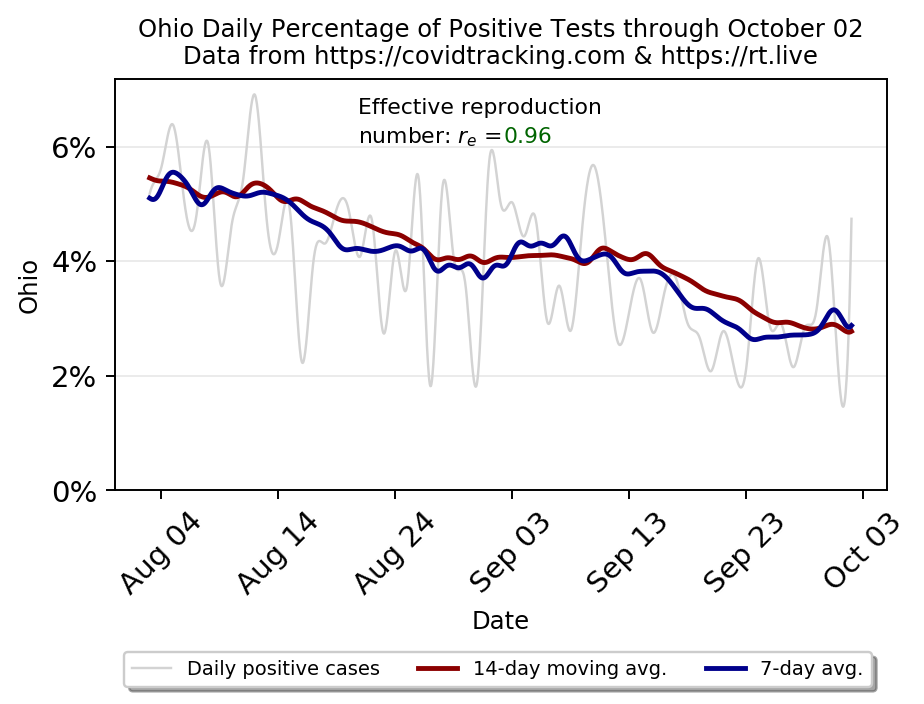 Ohio Daily Percentage of Positive Tests through October 02
Data from https://covidtracking.com & https://rt.live
Effective reproduction
number: rₑ =0.96
6%
4%
2%
0%
Ohio
Aug 04
Aug 14
Aug 24
Sep 03
Sep 13
Sep 23
Oct 03
Date
Daily positive cases
14-day moving avg.
7-day avg.